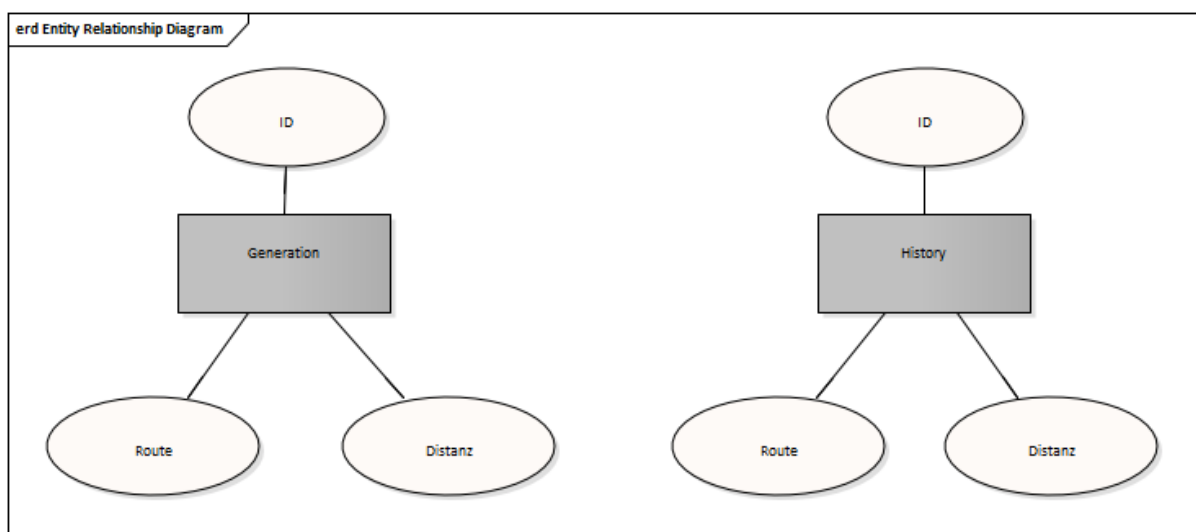 erd Entity Relationship Diagram
ID
ID
Generation
History
Route
Distanz
Route
Distanz